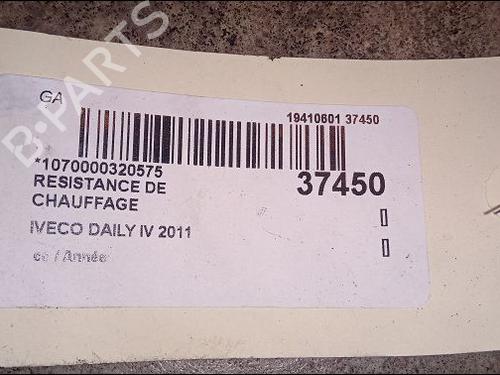 GA
19410601 37450
*1070000320575
37450
RESISTANCE DE
CHAUFFAGE
IVECO DAILY IV 2011
cc / Année
B-PARTS